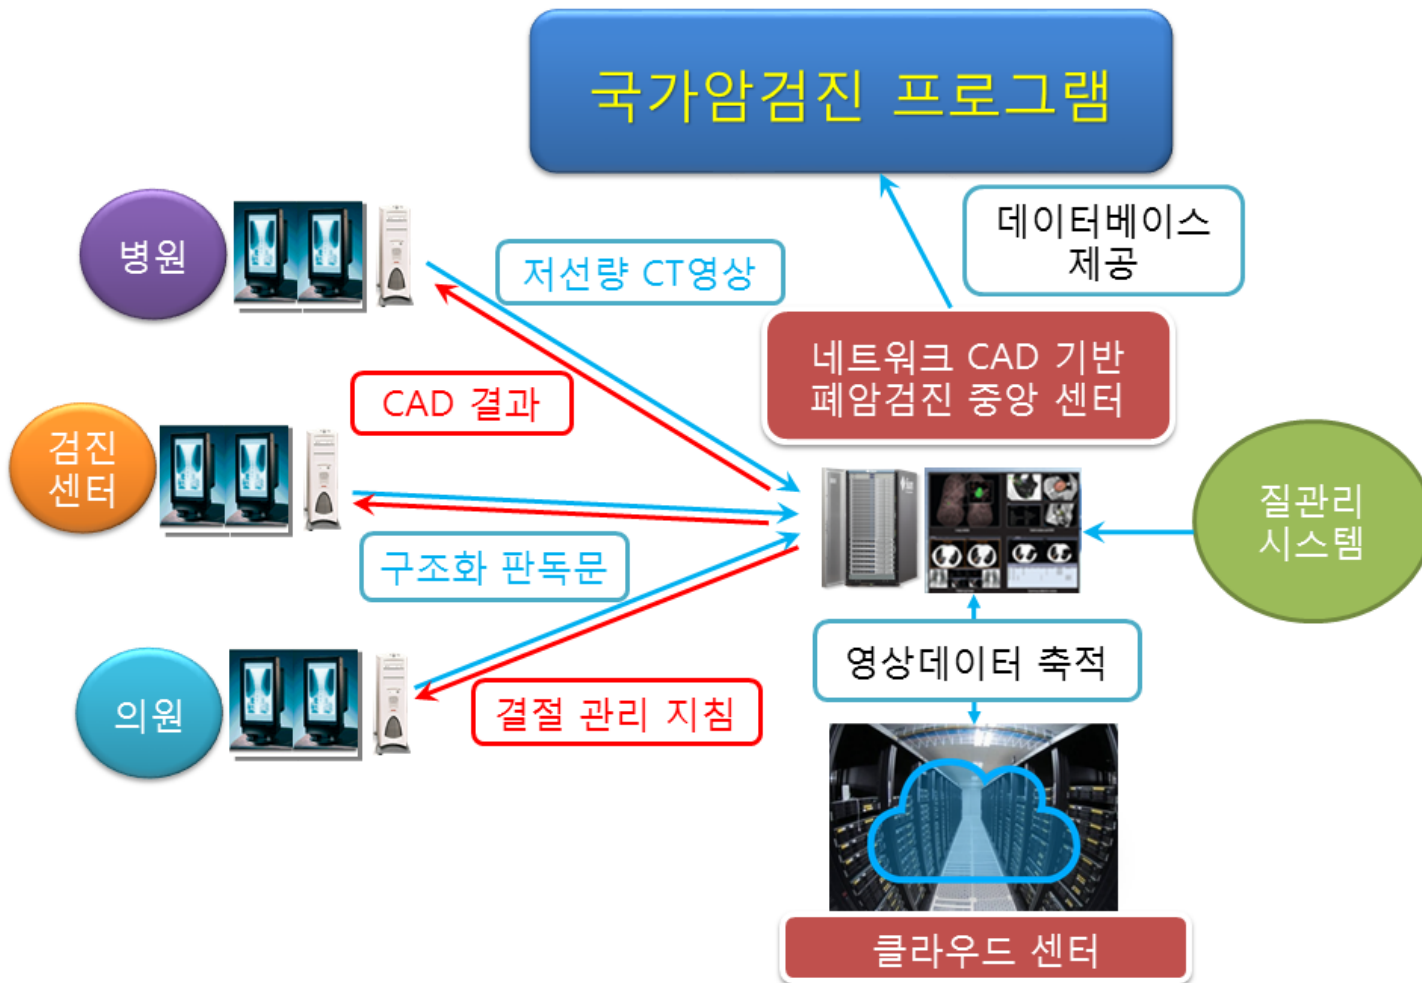 국가암검진 프로그램
데이터베이스
제공
병원
저선량 CT영상
네트워크 CAD 기반
폐암검진 중앙 센터
CAD 결과
검진
센터
질관리
시스템
구조화 판독문
영상데이터 축적
의원
결절 관리 지침
클라우드 센터